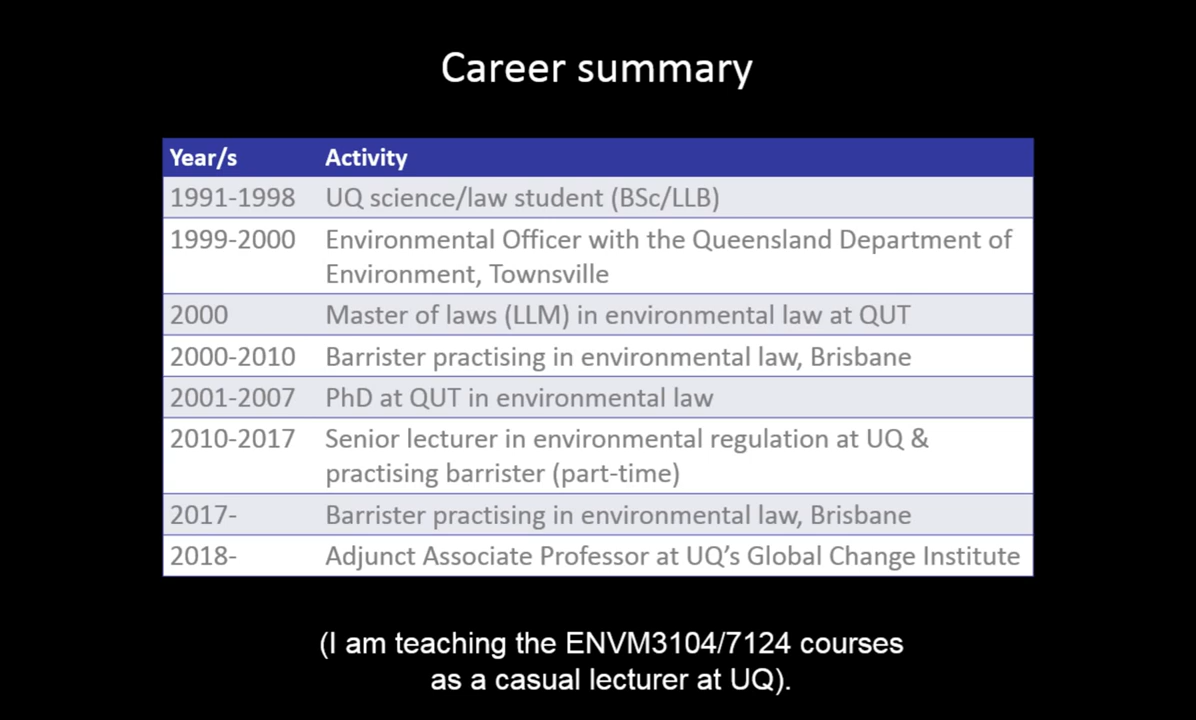 Career summary
Year/s Activity
1991-1998 UQ science/law student (BSc/LLB)
1999-2000 Environmental Officer with the Queensland Department of
Environment, Townsville
2000 Master of laws (LLM) in environmental law at QUT
2000-2010 Barrister practising in environmental law, Brisbane
2001-2007 PhD at QUT in environmental law
2010-2017 Senior lecturer in environmental regulation at UQ &
practising barrister (part-time)
2017- Barrister practising in environmental law, Brisbane
2018- Adjunct Associate Professor at UQ’s Global Change Institute
(I am teaching the ENVM3104/7124 courses
as a casual lecturer at UQ).